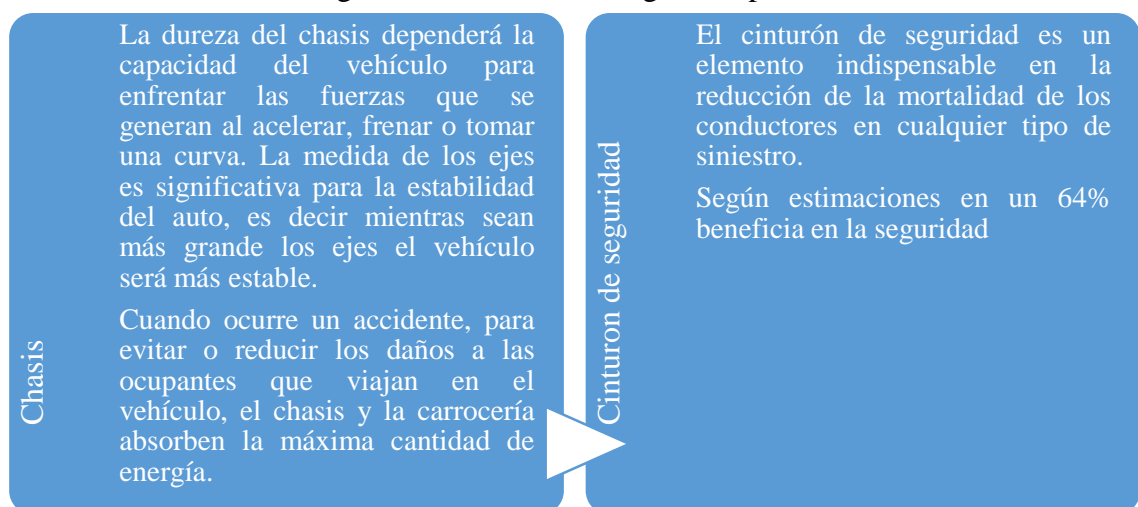 Chasis
La dureza del chasis dependerá la
capacidad del vehículo para
enfrentar las fuerzas que se
generan al acelerar, frenar o tomar
una curva. La medida de los ejes
es significativa para la estabilidad
del auto, es decir mientras sean
más grande los ejes el vehículo
será más estable.
Cuando ocurre un accidente, para
evitar o reducir los daños a las
ocupantes que viajan en el
vehículo, el chasis y la carrocería
absorben la máxima cantidad de
energía.
Cinturon de seguridad
El cinturón de seguridad es un
elemento indispensable en la
reducción de la mortalidad de los
conductores en cualquier tipo de
siniestro.
Según estimaciones en un 64%
beneficia en la seguridad